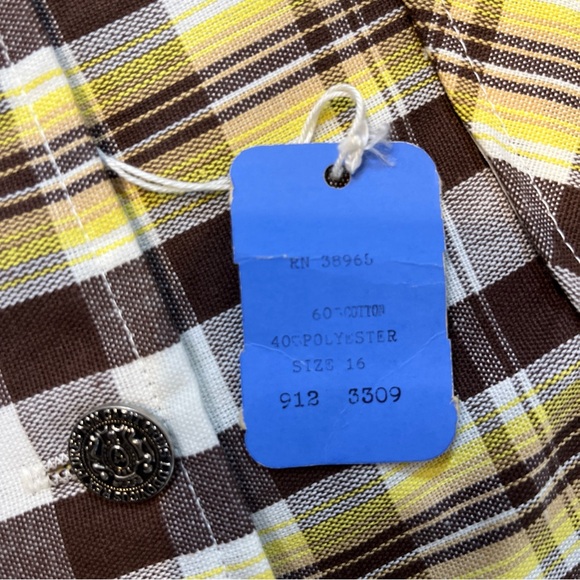 RN 38965
60% COTTON
40% POLYESTER
SIZE 16
912 3309